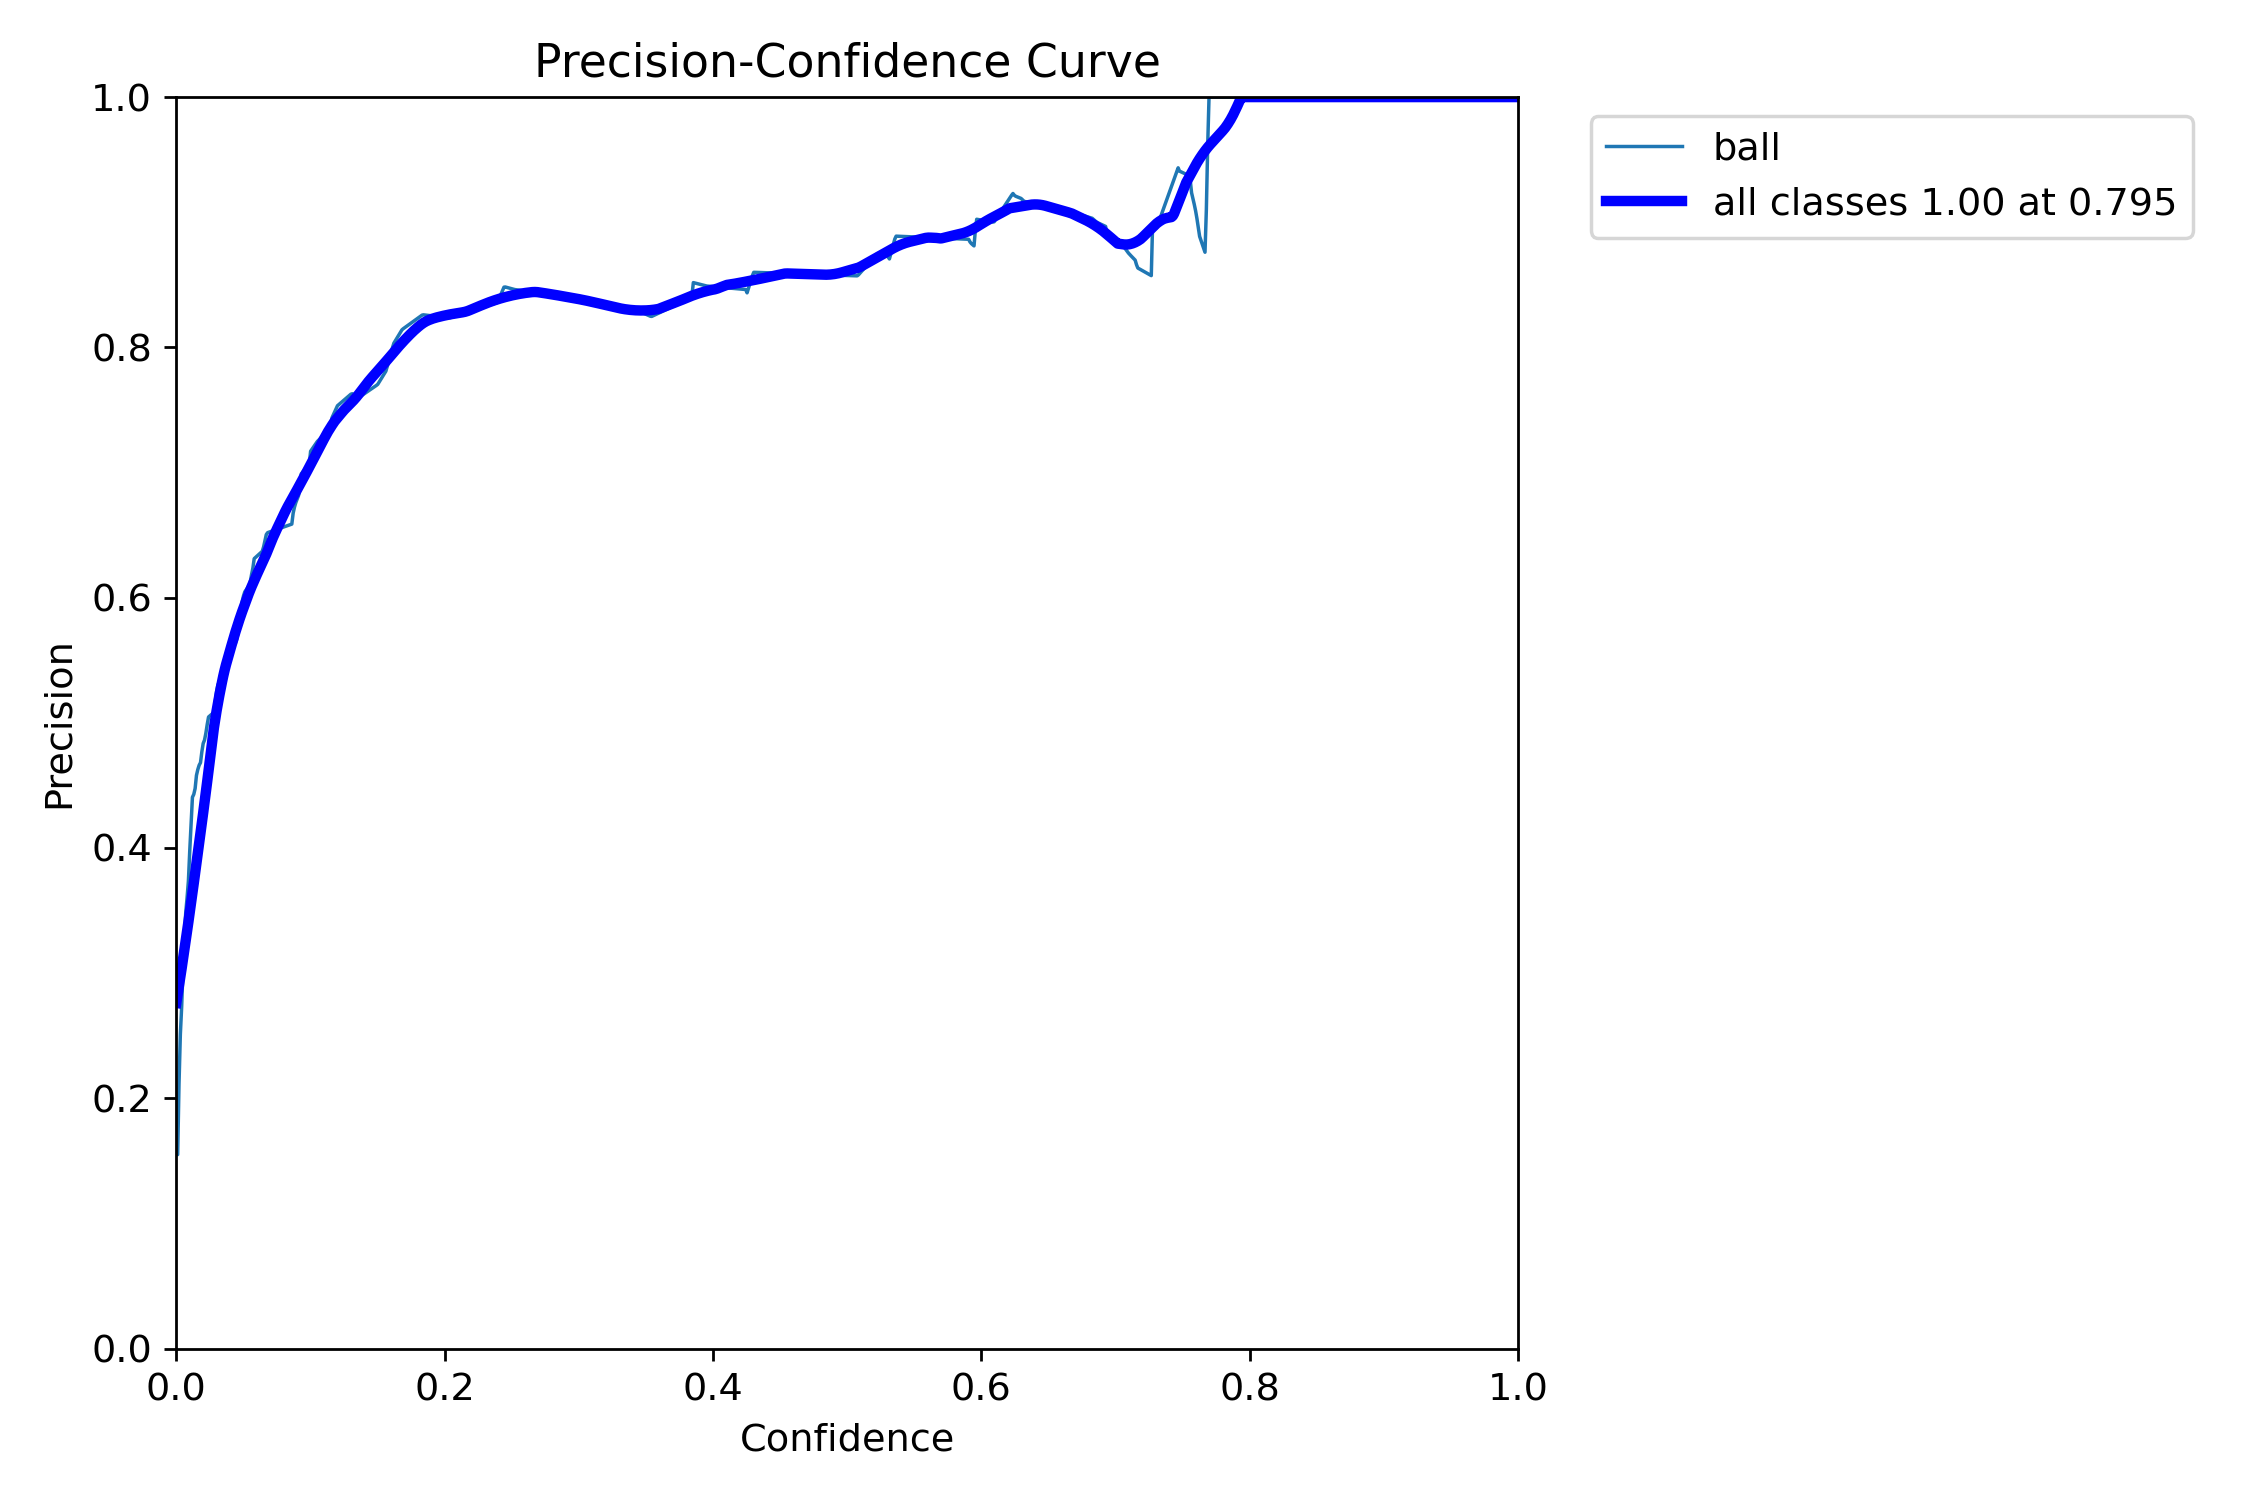 Precision-Confidence Curve
1.0
0.8
0.6
0.4
0.2
0.0
Precision
0.0 0.2 0.4 0.6 0.8 1.0
Confidence
ball
all classes 1.00 at 0.795